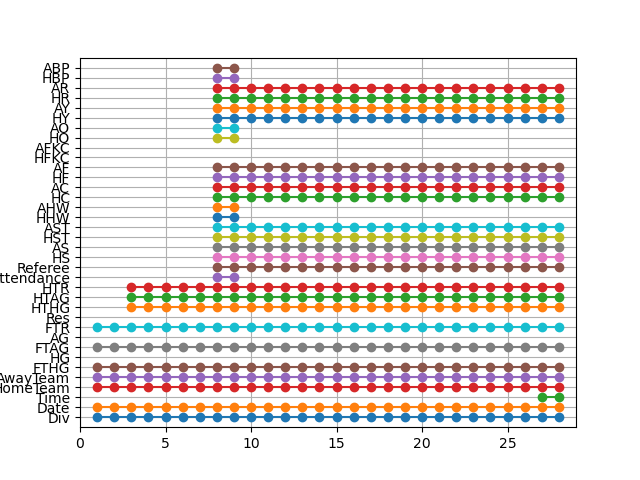 ABP
HBP
AR
HR
AY
HY
AO
HO
AFKC
HFKC
AF
HF
AC
HC
AHW
HHW
AST
HST
AS
HS
Referee
ttendance
HTR
HTAG
HTHG
Res
FTR
AG
FTAG
HG
FTHG
AwayTeam
HomeTeam
Time
Date
Div
0 5 10 15 20 25